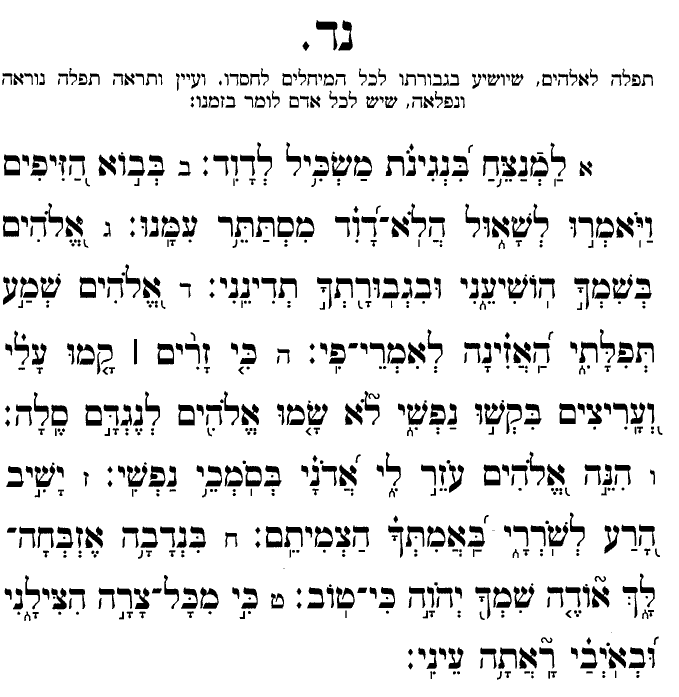 נד.
תפלה לאלהים, שיושיע בגבורתו לכל המיחלים לחסדו. ועיין ותראה תפלה נוראה
ונפלאה, שיש לכל אדם לומר בזמנו:
א לַמְנַצֵּחַ בִּנְגִינֹת מַשְׂכִּיל לְדָוִד: ב בְּבוֹא הַזִּיפִים
וַיֹּאמְרוּ לְשָׁאוּל הֲלֹא־דָוִד מִסְתַּתֵּר עִמָּנוּ: ג אֱלֹהִים
בְּשִׁמְךָ הוֹשִׁיעֵנִי וּבִגְבוּרָתְךָ תְדִינֵנִי: ד אֱלֹהִים שְׁמַע
תְּפִלָּתִי הַאֲזִינָה לְאִמְרֵי־פִי: ה כִּי זָרִים ׀ קָמוּ עָלַי
וְעָרִיצִים בִּקְשׁוּ נַפְשִׁי לֹא שָׂמוּ אֱלֹהִים לְנֶגְדָּם סֶלָה:
ו הִנֵּה אֱלֹהִים עֹזֵר לִי אֲדֹנָי בְּסֹמְכֵי נַפְשִׁי: ז יָשִׁיב
הָרַע לְשֹׁרְרָי בַּאֲמִתְּךָ הַצְמִיתֵם: ח בִּנְדָבָה אֶזְבְּחָה־
לָּךְ אוֹדֶה שִּׁמְךָ יְהֹוָה כִּי־טוֹב: ט כִּי מִכָּל־צָרָה הִצִּילָנִי
וּבְאֹיְבַי רָאֲתָה עֵינִי: